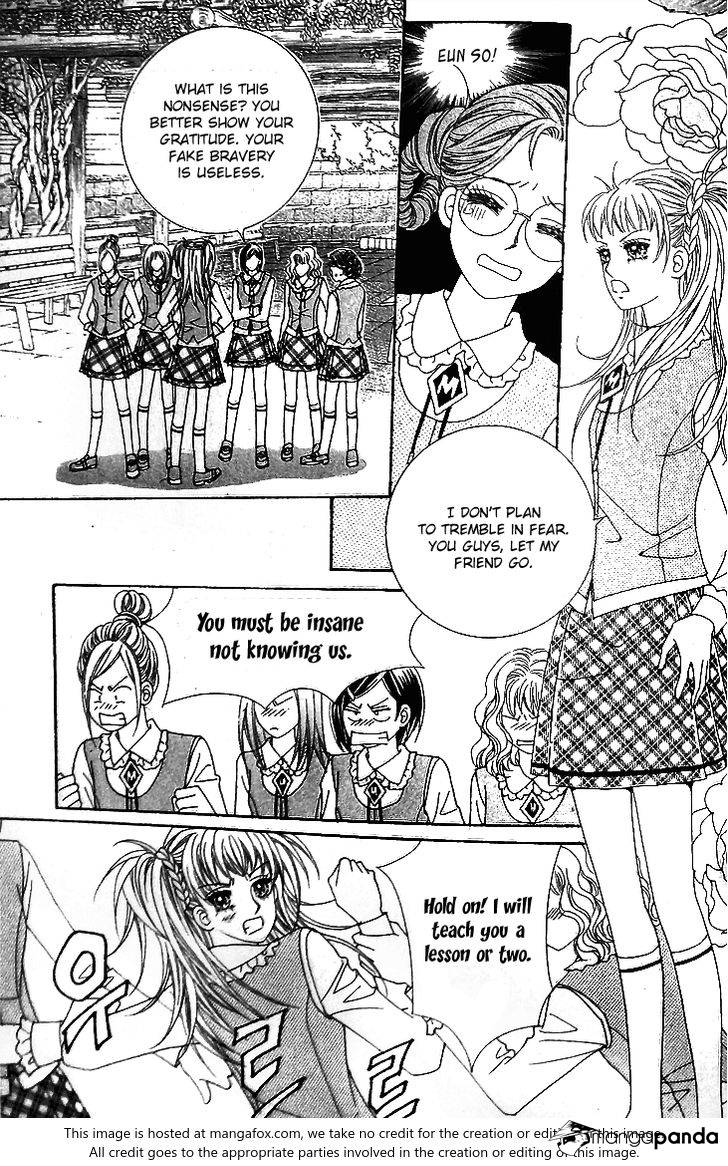 WHAT IS THIS
NONSENSE? YOU
BETTER SHOW YOUR
GRATITUDE. YOUR
FAKE BRAVERY
IS USELESS.
EUN SO!
I DON'T PLAN
TO TREMBLE IN FEAR.
YOU GUYS, LET MY
FRIEND GO.
You must be insane
not knowing us.
M
M
M
M
Hold on! I will
teach you a
lesson or two.
우르르
This image is hosted at mangafox.com, we take no credit for the creation or editing of this image.
All credit goes to the appropriate parties involved in the creation or editing of this image.
mangapanda